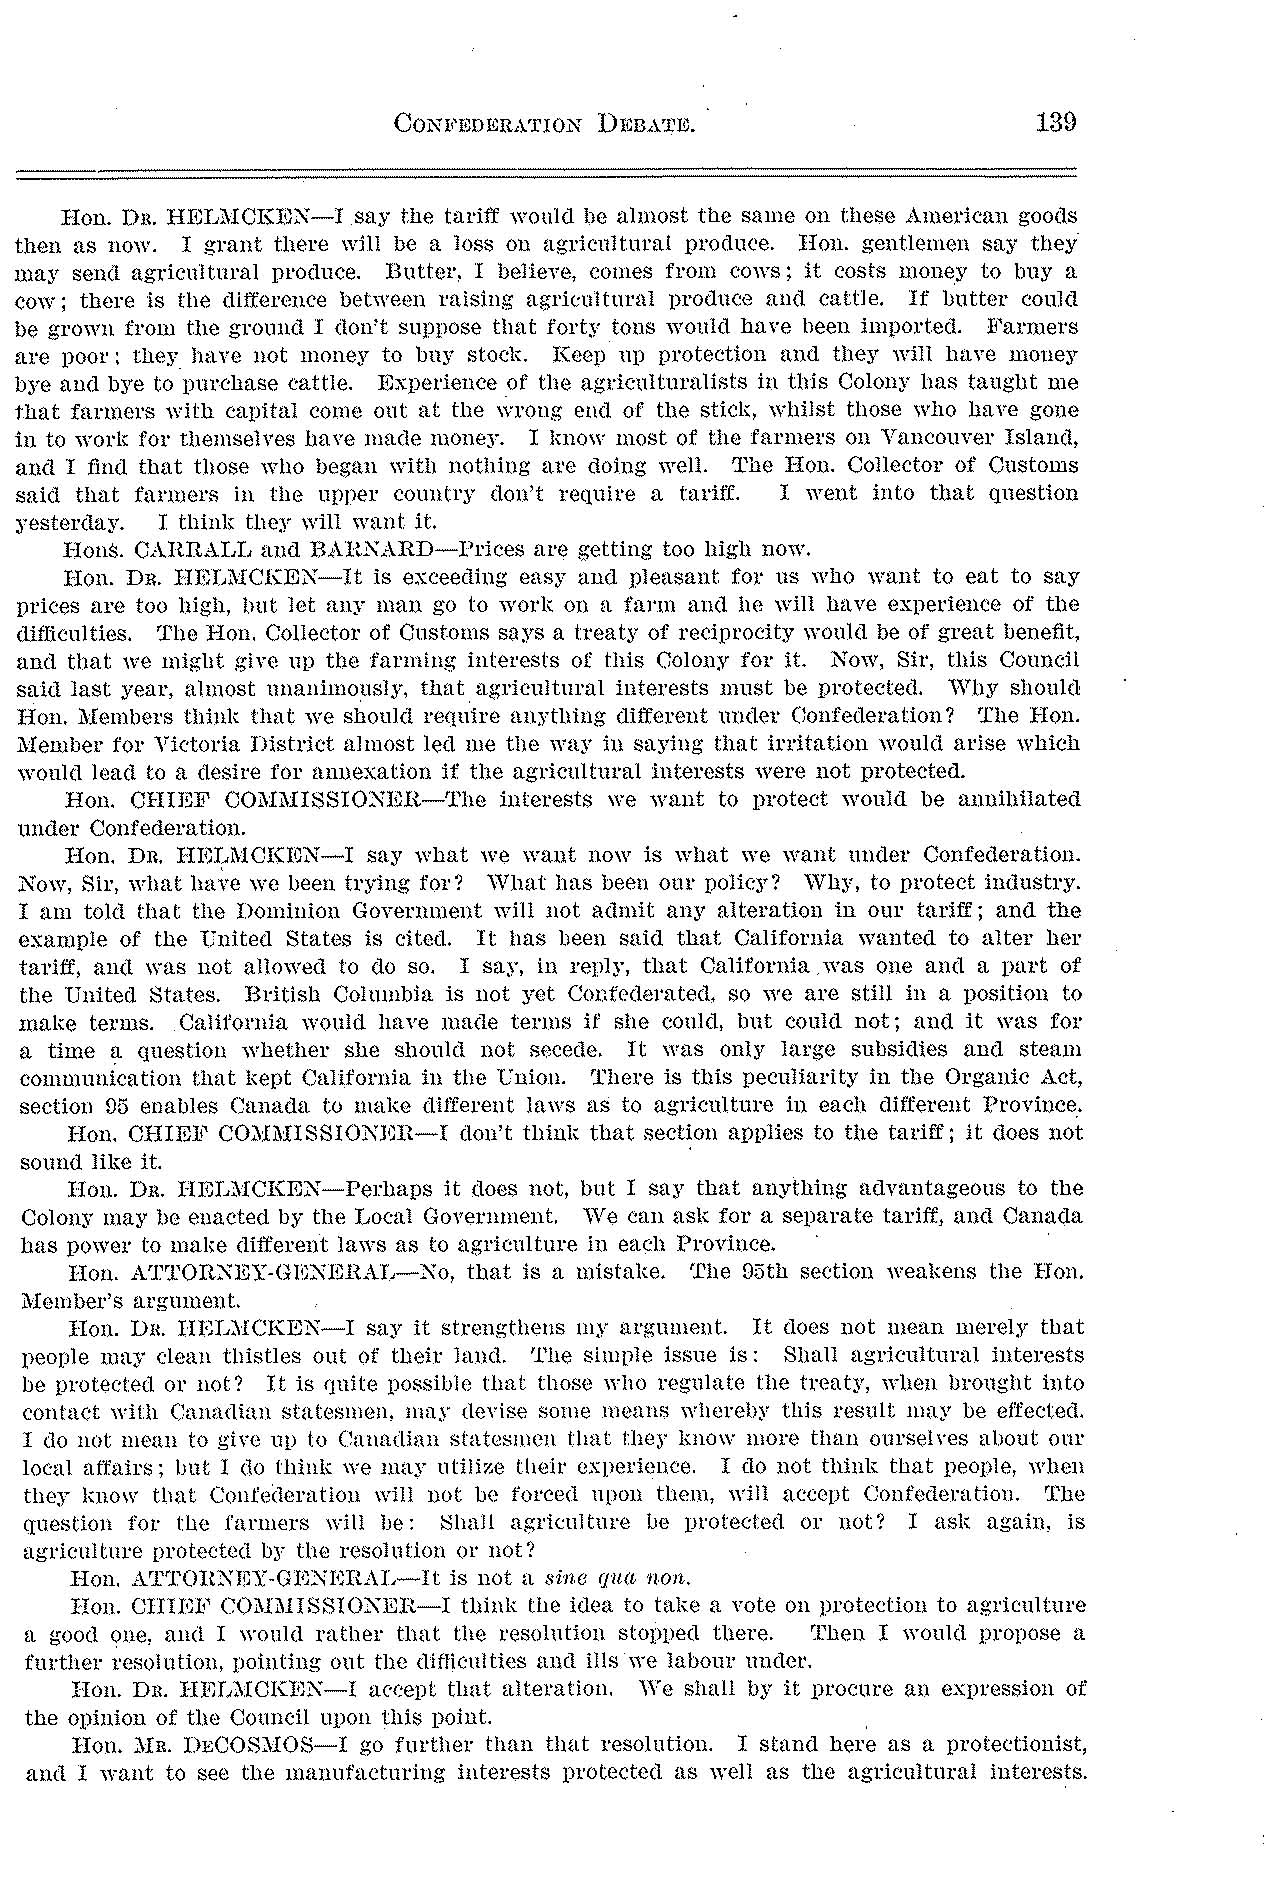 CONFEDERATION DEBATE. 139
Hon. DR. HELMCKEN—I say the tariff would be almost the same on these American goods
then as now. I grant there will be a loss on agricultural produce. Hon. gentlemen say they
may send agricultural produce. Butter, I believe, comes from cows; it costs money to buy a
cow; there is the difference between raising agricultural produce and cattle. If butter could
be grown from the ground I don't suppose that forty tons would have been imported. Farmers
are poor; they have not money to buy stock. Keep up protection and they will have money
bye and bye to purchase cattle. Experience of the agriculturalists in this Colony has taught me
that farmers with capital come out at the wrong end of the stick, whilst those who have gone
in to work for themselves have made money. I know most of the farmers on Vancouver Island,
and I find that those who began with nothing are doing well. The Hon. Collector of Customs
said that farmers in the upper country don't require a tariff. I went into that question
yesterday. I think they will want it.
Hons. CARRALL and BARNARD—Prices are getting too high now.
Hon. DR. HELMCKEN—It is exceeding easy and pleasant for us who want to eat to say
prices are too high, but let any man go to work on a farm and he will have experience of the
difficulties. The Hon. Collector of Customs says a treaty of reciprocity would be of great benefit,
and that we might give up the farming interests of this Colony for it. Now, Sir, this Council
said last year, almost unanimously, that agricultural interests must be protected. Why should
Hon. Members think that we should require anything different under Confederation? The Hon.
Member for Victoria District almost led me the way in saying that irritation would arise which
would lead to a desire for annexation if the agricultural interests were not protected.
Hon. CHIEF COMMISSIONER—The interests we want to protect would be annihilated
under Confederation.
Hon. DR. HELMCKEN—I say what we want now is what we want under Confederation.
Now, Sir, what have we been trying for? What has been our policy? Why, to protect industry.
I am told that the Dominion Government will not admit any alteration in our tariff; and the
example of the United States is cited. It has been said that California wanted to alter her
tariff, and was not allowed to do so. I say, in reply, that California was one and a part of
the United States. British Columbia is not yet Confederated, so we are still in a position to
make terms. California would have made terms if she could, but could not; and it was for
a time a question whether she should not secede. It was only large subsidies and steam
communication that kept California in the Union. There is this peculiarity in the Organic Act,
section 95 enables Canada to make different laws as to agriculture in each different Province.
Hon. CHIEF COMMISSIONER—I don't think that section applies to the tariff; it does not
sound like it.
Hon. DR. HELMCKEN—Perhaps it does not, but I say that anything advantageous to the
Colony may be enacted by the Local Government. We can ask for a separate tariff, and Canada
has power to make different laws as to agriculture in each Province.
Hon. ATTORNEY-GENERAL—No, that is a mistake. The 95th section weakens the Hon.
Member's argument.
Hon. DR. HELMCKEN—I say it strengthens my argument. It does not mean merely that
people may clean thistles out of their land. The simple issue is: Shall agricultural interests
be protected or not? It is quite possible that those who regulate the treaty, when brought into
contact with Canadian statesmen, may devise some means whereby this result may be effected.
I do not mean to give up to Canadian statesmen that they know more than ourselves about our
local affairs; but I do think we may utilize their experience. I do not think that people, when
they know that Confederation will not be forced upon them, will accept Confederation. The
question for the farmers will be: Shall agriculture be protected or not? I ask again, is
agriculture protected by the resolution or not?
Hon. ATTORNEY-GENERAL—It is not a sine qua non.
Hon. CHIEF COMMISSIONER—I think the idea to take a vote on protection to agriculture
a good one, and I would rather that the resolution stopped there. Then I would propose a
further resolution, pointing out the difficulties and ills we labour under.
Hon. DR. HELMCKEN—I accept that alteration. We shall by it procure an expression of
the opinion of the Council upon this point.
Hon. MR. DECOSMOS—I go further than that resolution. I stand here as a protectionist,
and I want to see the manufacturing interests protected as well as the agricultural interests.